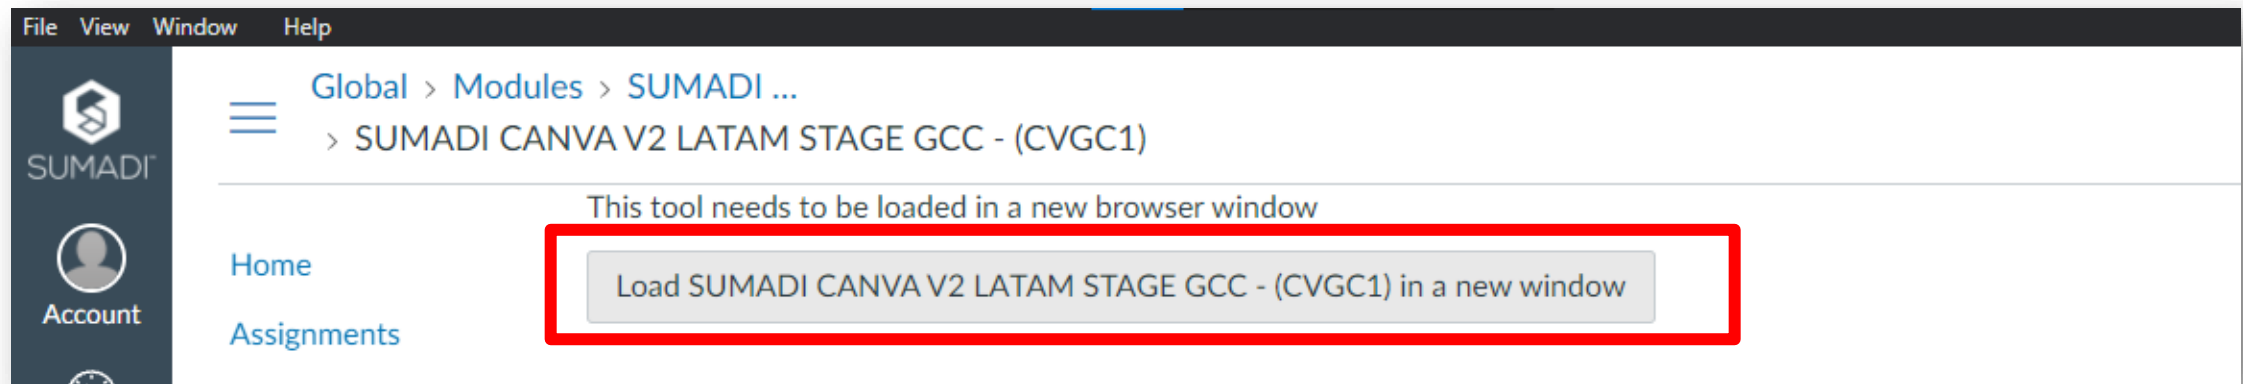 File View Window Help
SUMADI
Account
Global > Modules > SUMADI ...
> SUMADI CANVA V2 LATAM STAGE GCC - (CVGC1)
Home
Assignments
This tool needs to be loaded in a new browser window
Load SUMADI CANVA V2 LATAM STAGE GCC - (CVGC1) in a new window